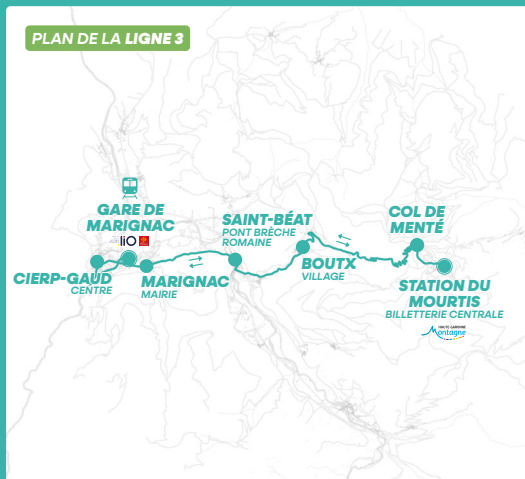 PLAN DE LA LIGNE 3
GARE DE
MARIGNAC
liO
CIERP-GAUD
CENTRE
MARIGNAC
MAIRIE
SAINT-BÉAT
PONT BRÈCHE
ROMAINE
BOUTX
VILLAGE
COL DE
MENTÉ
STATION DU
MOURTIS
BILLETTERIE CENTRALE
HAUTE-GARONNE
Montagne